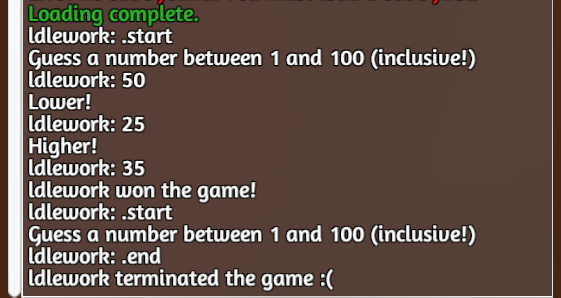 Loading complete.
ldlework: .start
Guess a number between 1 and 100 (inclusive!)
ldlework: 50
Lower!
ldlework: 25
Higher!
ldlework: 35
ldlework won the game!
ldlework: .start
Guess a number between 1 and 100 (inclusive!)
ldlework: .end
ldlework terminated the game :(